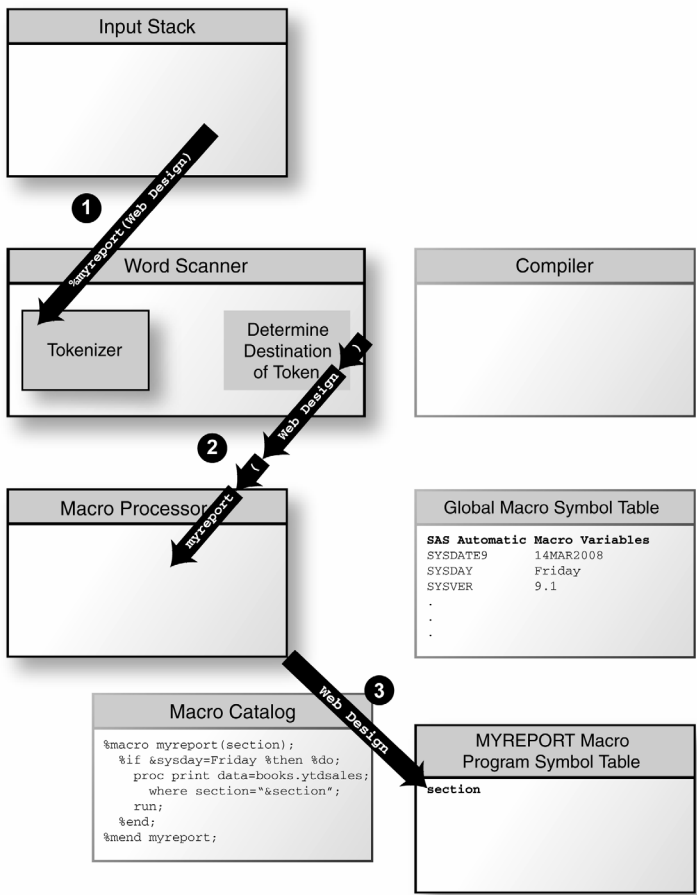 Input Stack
1
%myreport(Web Design)
Word Scanner
Tokenizer
Determine
Destination
of Token
)
Web Design
(
myreport
2
Compiler
Macro Processor
Global Macro Symbol Table
SAS Automatic Macro Variables
SYSDATE9 14MAR2008
SYSDAY Friday
SYSVER 9.1
.
.
.
3
Web Design
Macro Catalog
%macro myreport(section);
%if &sysday=Friday %then %do;
proc print data=books.ytdsales;
where section=“&section”;
run;
%end;
%mend myreport;
MYREPORT Macro
Program Symbol Table
section